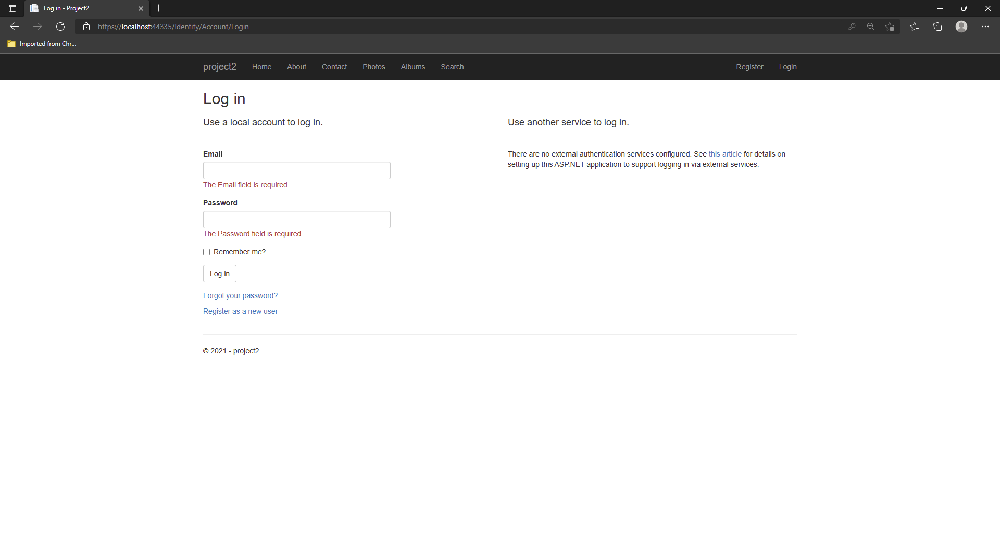 Log in - Project2
https://localhost:44335/Identity/Account/Login
Imported from Chr...
project2 Home About Contact Photos Albums Search Register Login
Log in
Use a local account to log in.
Email
The Email field is required.
Password
The Password field is required.
Remember me?
Log in
Forgot your password?
Register as a new user
Use another service to log in.
There are no external authentication services configured. See this article for details on
setting up this ASP.NET application to support logging in via external services.
© 2021 - project2